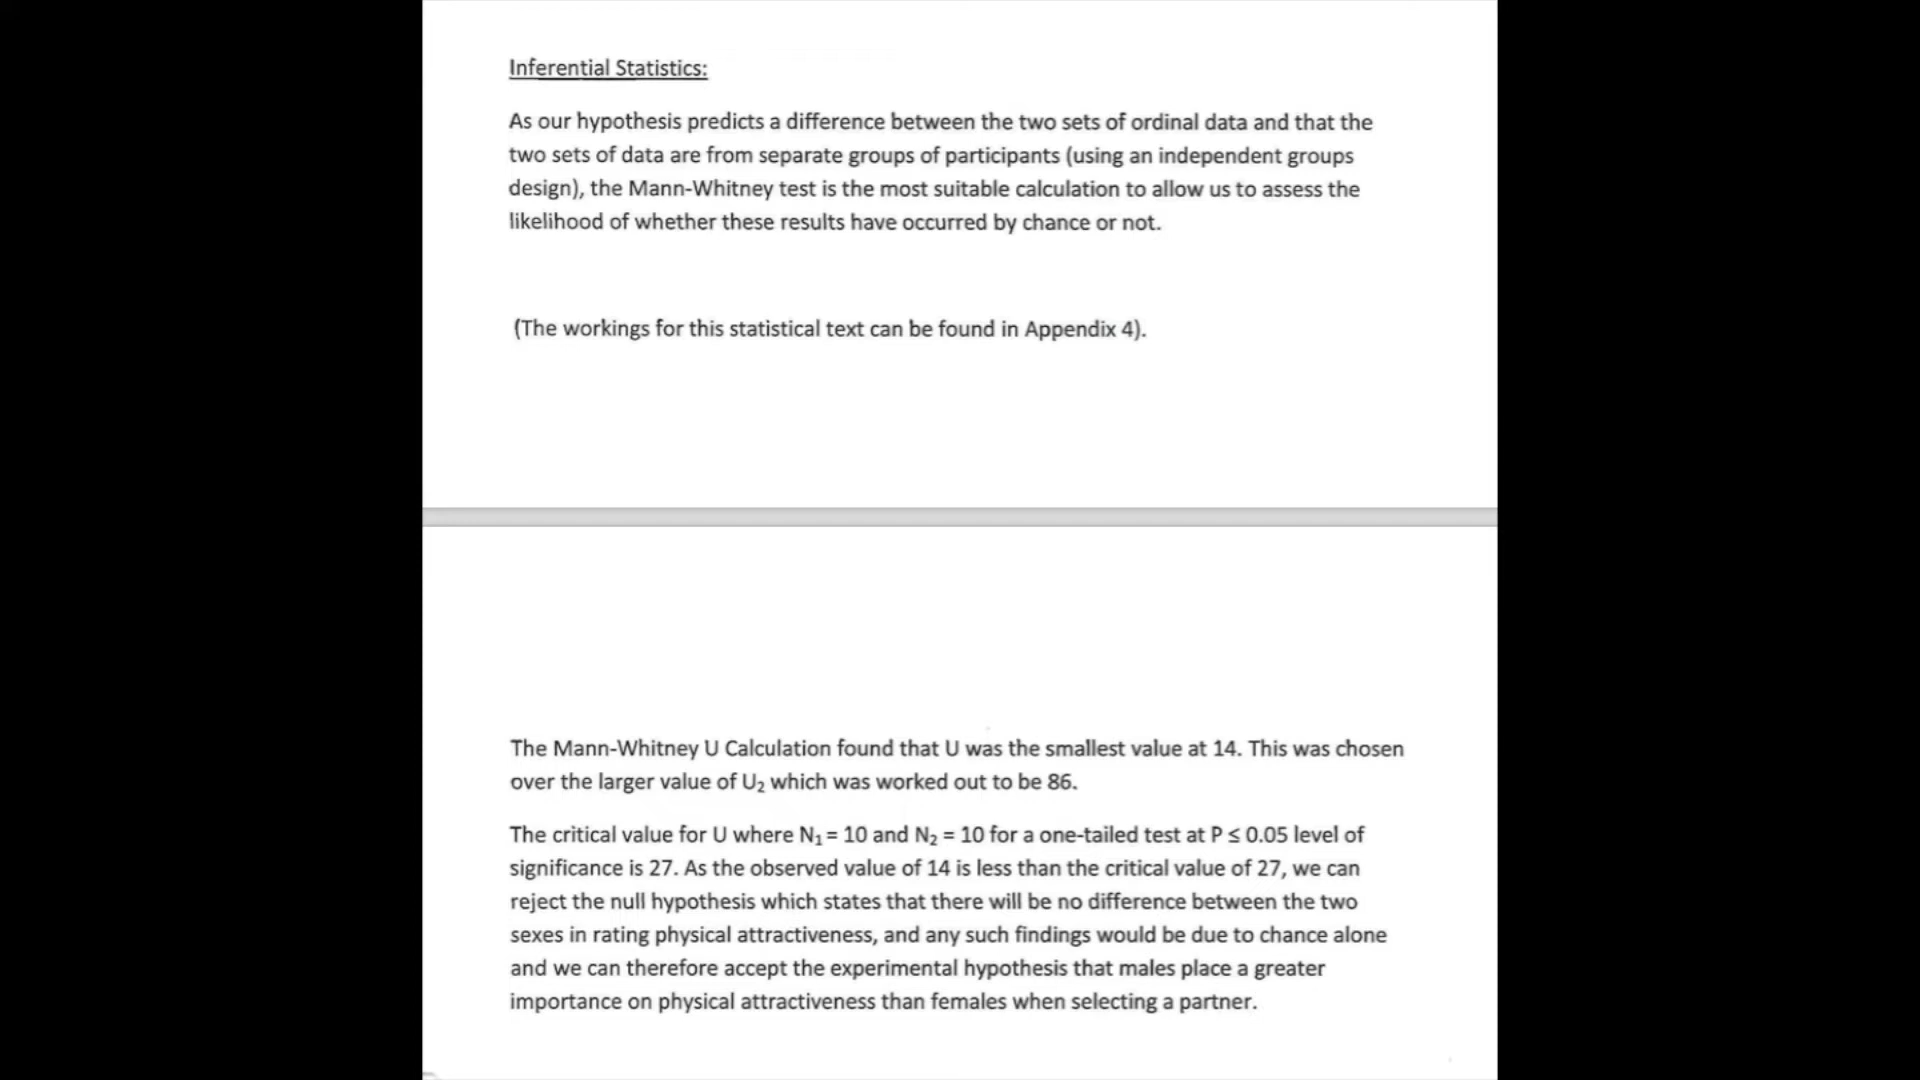 Inferential Statistics:
As our hypothesis predicts a difference between the two sets of ordinal data and that the
two sets of data are from separate groups of participants (using an independent groups
design), the Mann-Whitney test is the most suitable calculation to allow us to assess the
likelihood of whether these results have occurred by chance or not.
(The workings for this statistical text can be found in Appendix 4).
The Mann-Whitney U Calculation found that U was the smallest value at 14. This was chosen
over the larger value of U₂ which was worked out to be 86.
The critical value for U where N₁ = 10 and N₂ = 10 for a one-tailed test at P ≤ 0.05 level of
significance is 27. As the observed value of 14 is less than the critical value of 27, we can
reject the null hypothesis which states that there will be no difference between the two
sexes in rating physical attractiveness, and any such findings would be due to chance alone
and we can therefore accept the experimental hypothesis that males place a greater
importance on physical attractiveness than females when selecting a partner.